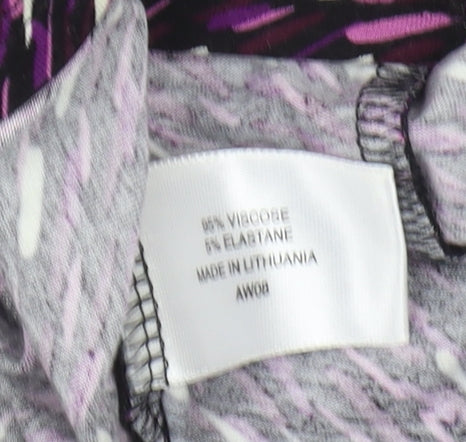 95% VISCOSE
5% ELASTANE
MADE IN LITHUANIA
AW08